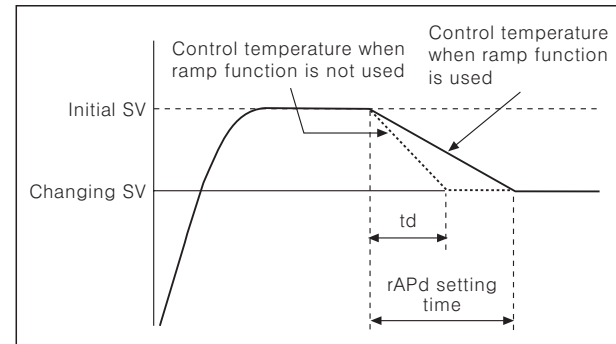 Control temperature when
ramp function is not used
Control temperature
when ramp function
is used
Initial SV
Changing SV
td
rAPd setting
time